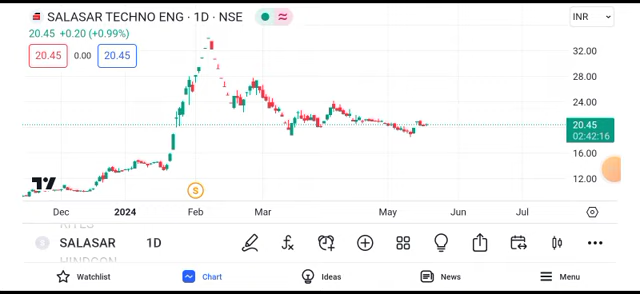 SALASAR TECHNO ENG · 1D · NSE
INR
20.45 +0.20 (+0.99%)
20.45 0.00 20.45
32.00
28.00
24.00
20.45
02:42:16
16.00
12.00
S
Dec 2024 Feb Mar May Jun Jul
RITES
S SALASAR 1D
HINDCON
Watchlist Chart Ideas News Menu